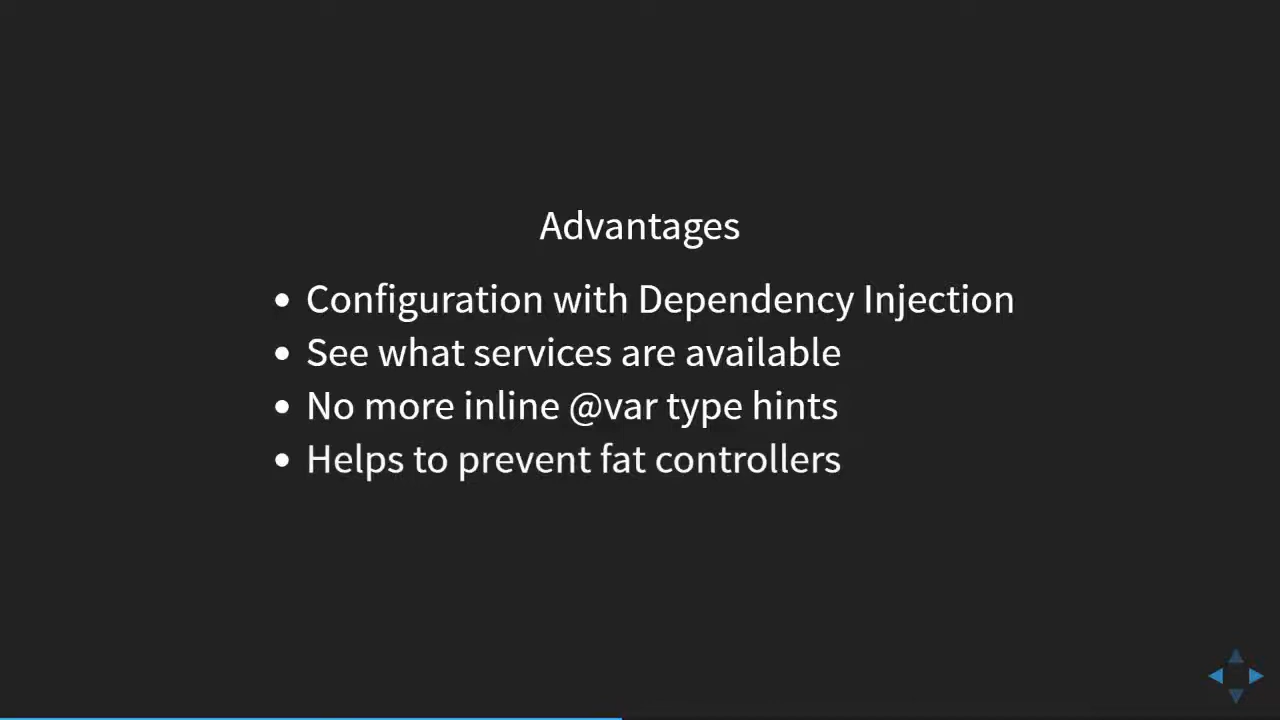 Advantages
• Configuration with Dependency Injection
• See what services are available
• No more inline @var type hints
• Helps to prevent fat controllers